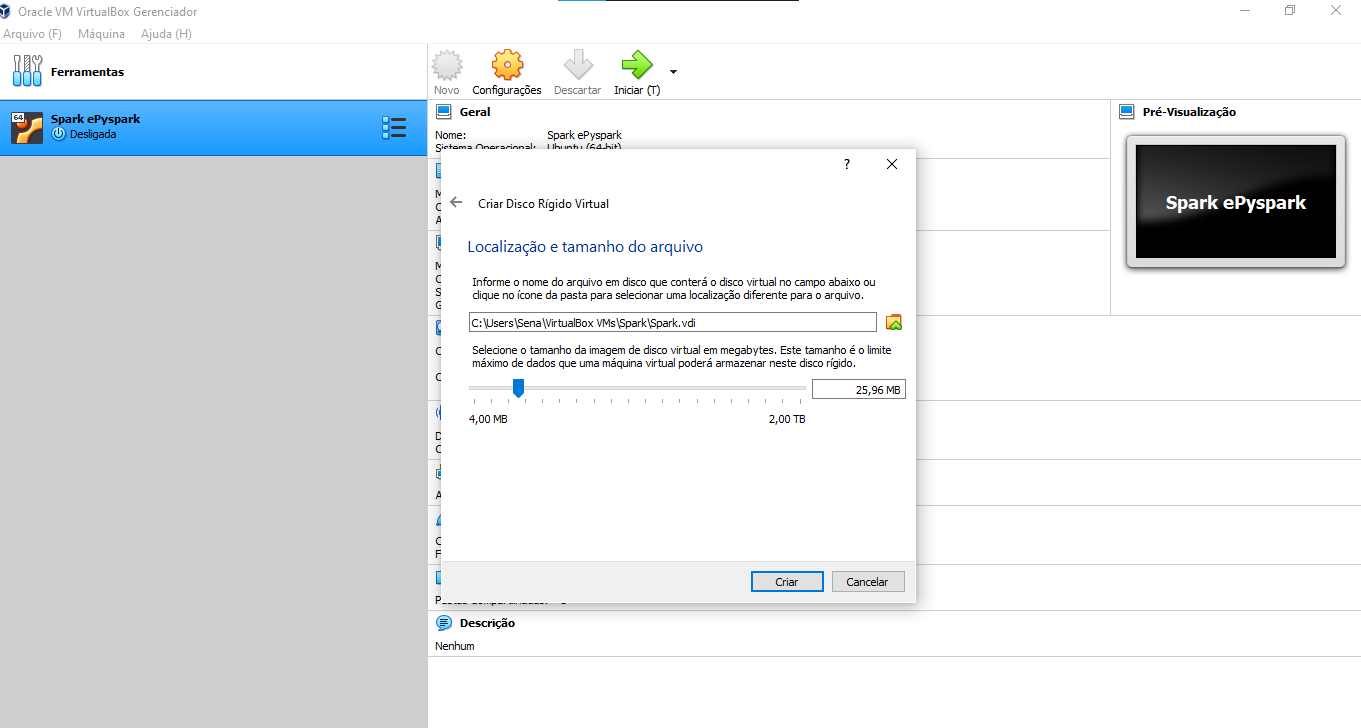 Oracle VM VirtualBox Gerenciador
Arquivo (F) Máquina Ajuda (H)
Ferramentas
64
Spark ePyspark
Desligada
Novo Configurações Descartar Iniciar (T)
Geral
Nome: Spark ePyspark
Sistema Operacional: Ubuntu (64-bit)
Pré-Visualização
Spark ePyspark
?
Criar Disco Rígido Virtual
Localização e tamanho do arquivo
Informe o nome do arquivo em disco que conterá o disco virtual no campo abaixo ou
clique no ícone da pasta para selecionar uma localização diferente para o arquivo.
C:\Users\Sena\VirtualBox VMs\Spark\Spark.vdi
Selecione o tamanho da imagem de disco virtual em megabytes. Este tamanho é o limite
máximo de dados que uma máquina virtual poderá armazenar neste disco rígido.
25,96 MB
4,00 MB 2,00 TB
Criar Cancelar
Descrição
Nenhum